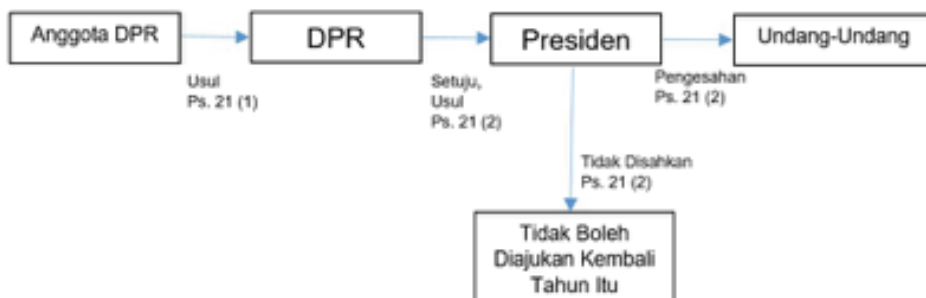 Anggota DPR
DPR
Presiden
Undang-Undang
Usul
Ps. 21 (1)
Setuju,
Usul
Ps. 21 (2)
Pengesahan
Ps. 21 (2)
Tidak Disahkan
Ps. 21 (2)
Tidak Boleh
Diajukan Kembali
Tahun Itu